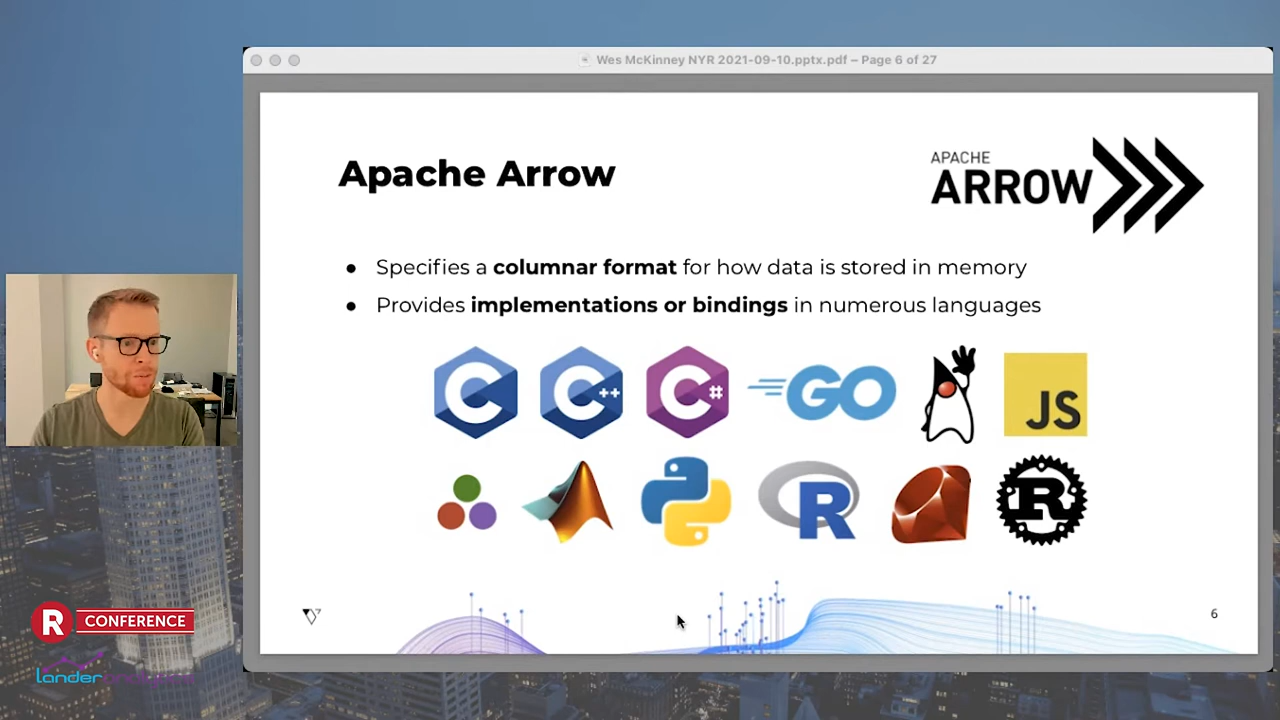 Wes McKinney NYR 2021-09-10.pptx.pdf – Page 6 of 27
Apache Arrow
APACHE
ARROW
● Specifies a columnar format for how data is stored in memory
● Provides implementations or bindings in numerous languages
C
C++
C#
GO
JS
R
R
6
R CONFERENCE
landeranalytics